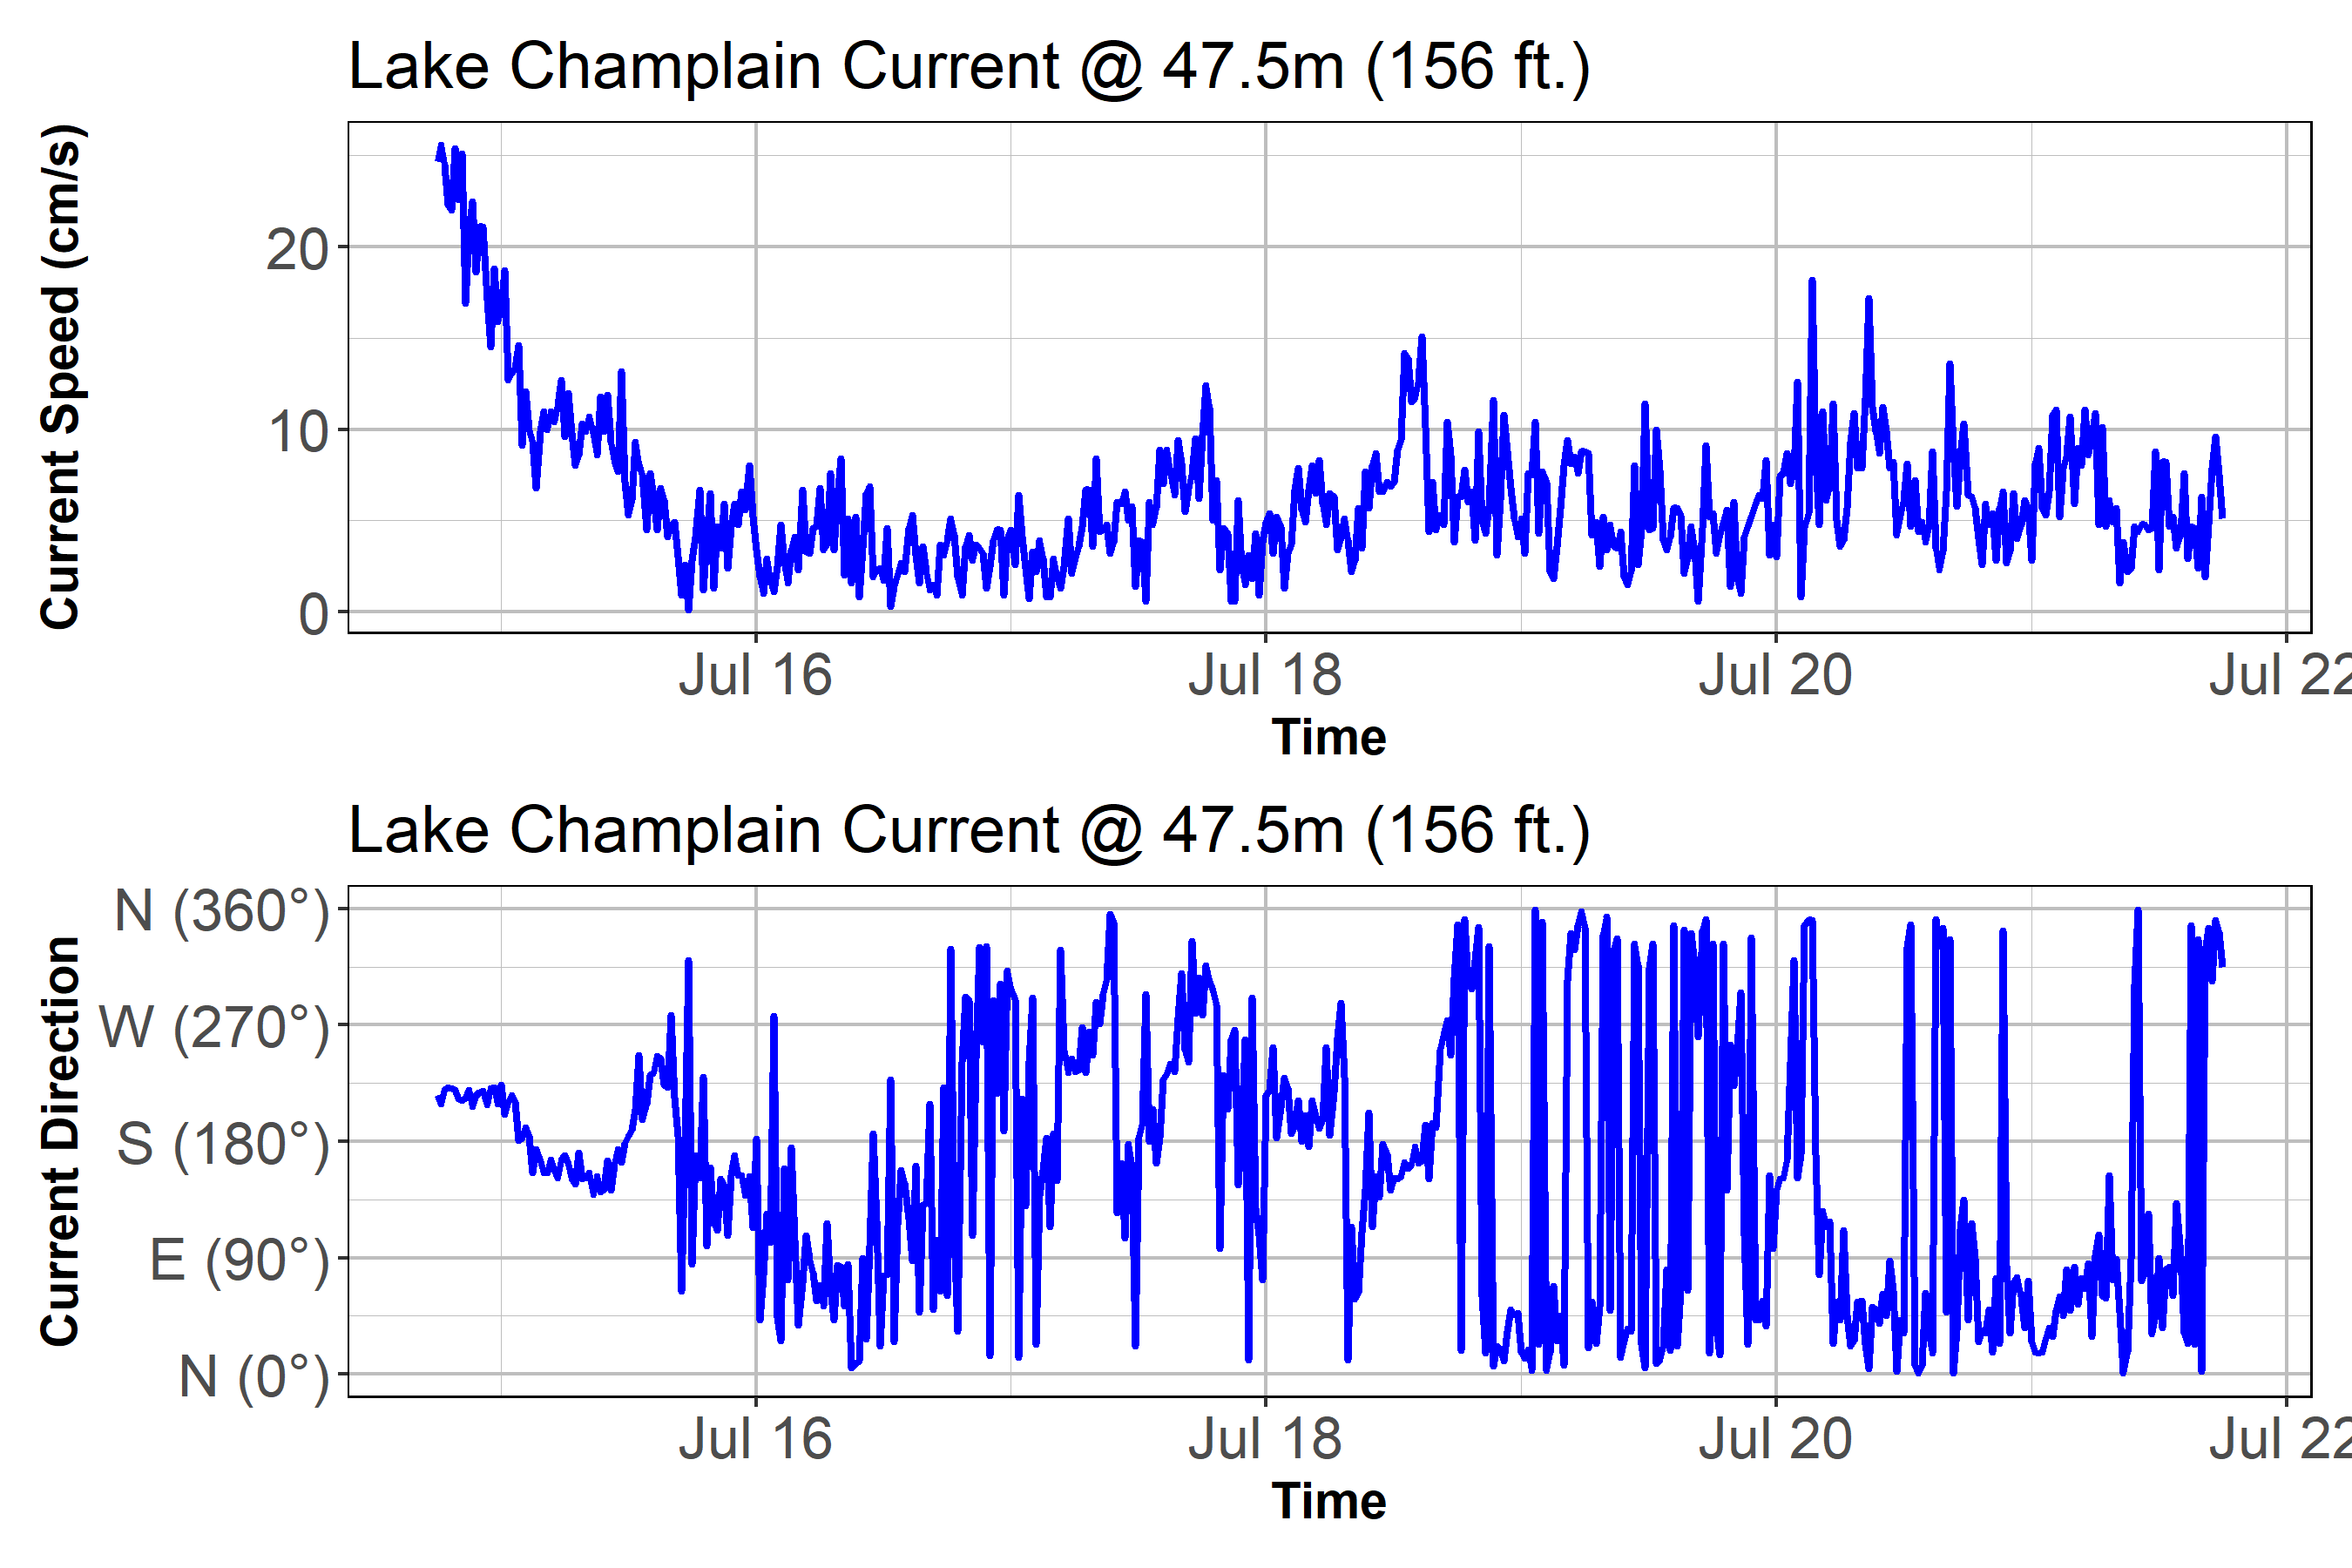 Lake Champlain Current @ 47.5m (156 ft.)
Current Speed (cm/s)
20
10
0
Jul 16 Jul 18 Jul 20 Jul 22
Time
Lake Champlain Current @ 47.5m (156 ft.)
Current Direction
N (360°)
W (270°)
S (180°)
E (90°)
N (0°)
Jul 16 Jul 18 Jul 20 Jul 22
Time